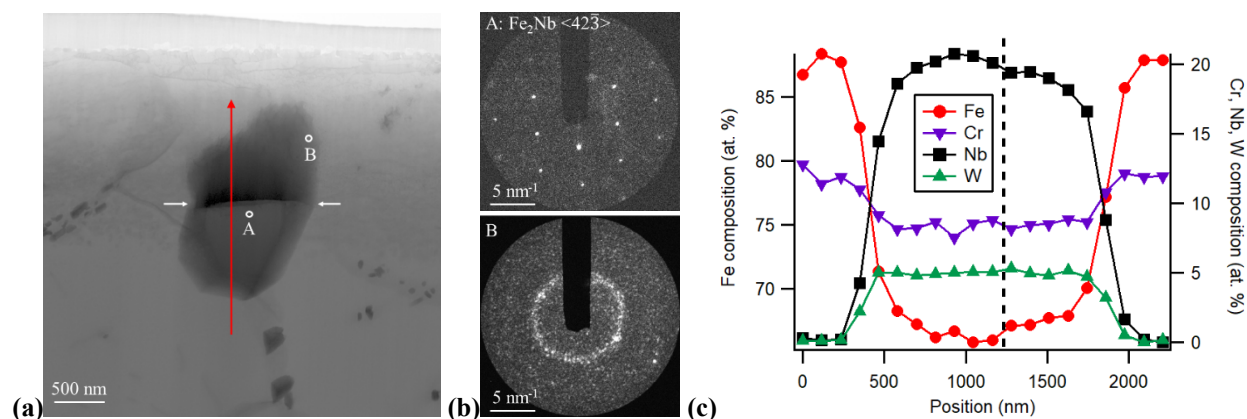 A
B
500 nm
(a)
A: Fe₂Nb <423̄>
5 nm⁻¹
B
5 nm⁻¹
(b)
Fe composition (at. %)
85
80
75
70
Fe
Cr
Nb
W
20
15
10
5
0
Cr, Nb, W composition (at. %)
0
500
1000
1500
2000
Position (nm)
(c)